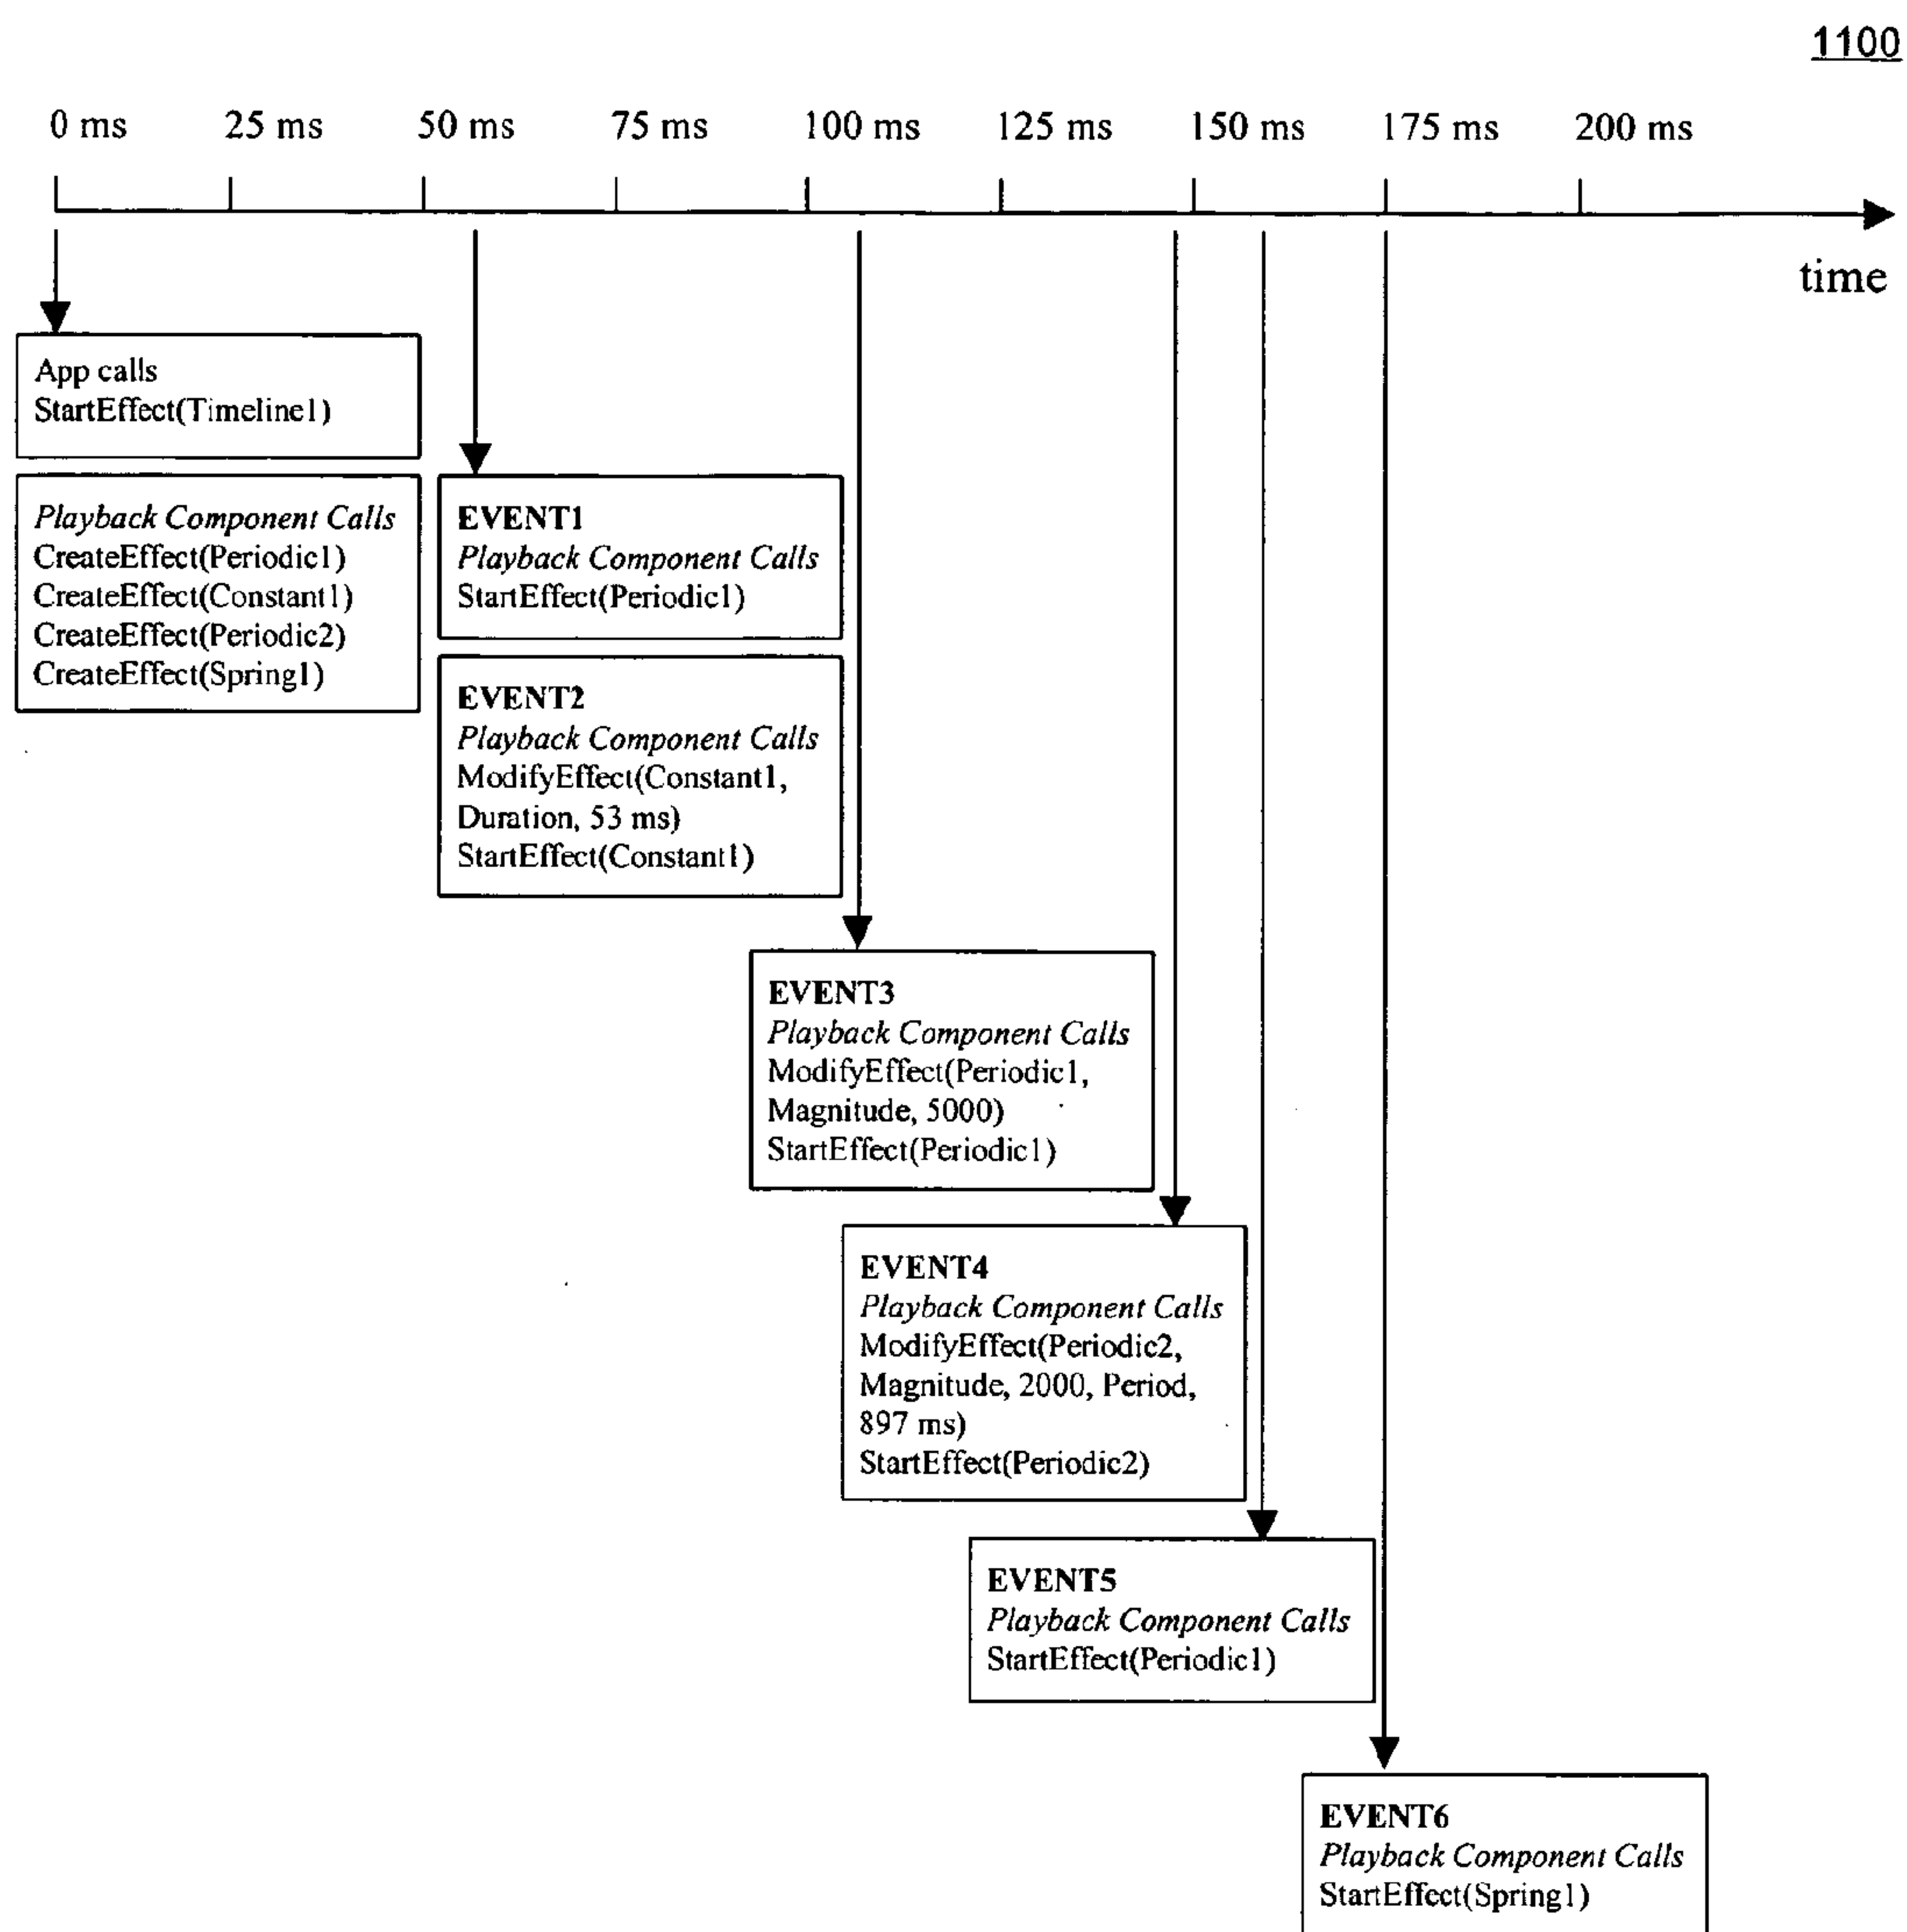 1100
0 ms 25 ms 50 ms 75 ms 100 ms 125 ms 150 ms 175 ms 200 ms
time
App calls
StartEffect(Timeline1)
Playback Component Calls
CreateEffect(Periodic1)
CreateEffect(Constant1)
CreateEffect(Periodic2)
CreateEffect(Spring1)
EVENT1
Playback Component Calls
StartEffect(Periodic1)
EVENT2
Playback Component Calls
ModifyEffect(Constant1,
Duration, 53 ms)
StartEffect(Constant1)
EVENT3
Playback Component Calls
ModifyEffect(Periodic1,
Magnitude, 5000)
StartEffect(Periodic1)
EVENT4
Playback Component Calls
ModifyEffect(Periodic2,
Magnitude, 2000, Period,
897 ms)
StartEffect(Periodic2)
EVENT5
Playback Component Calls
StartEffect(Periodic1)
EVENT6
Playback Component Calls
StartEffect(Spring1)